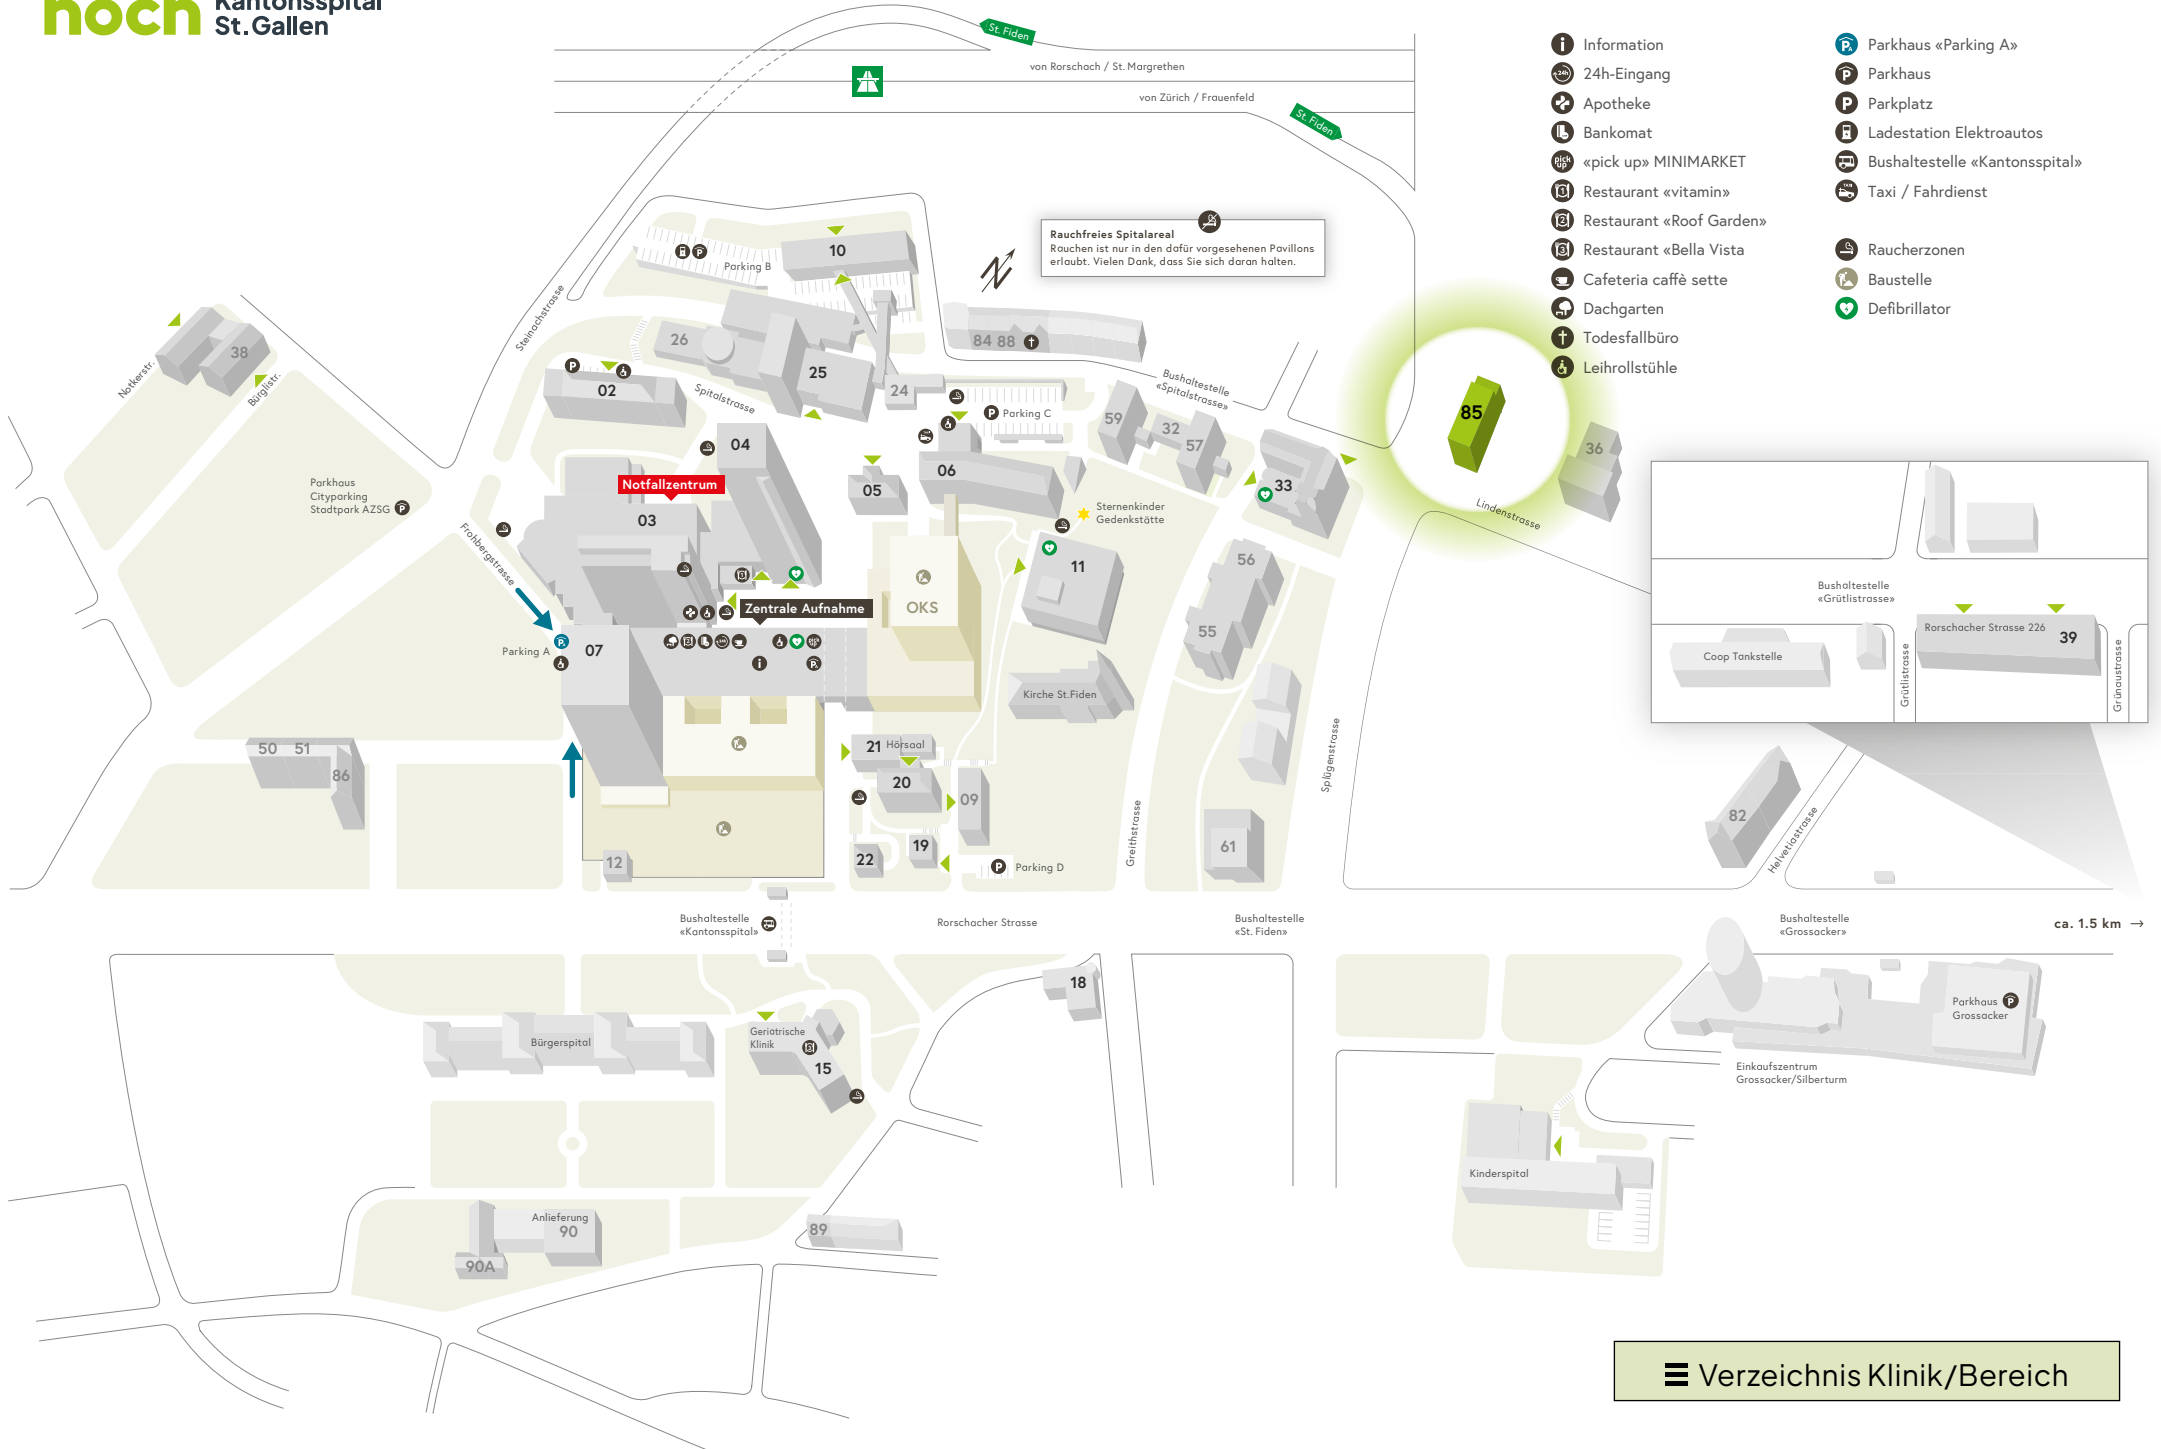 noch Kantonsspital
St.Gallen
St. Fiden
von Rorschach / St. Margrethen
von Zürich / Frauenfeld
St. Fiden
Information
24h-Eingang
Apotheke
Bankomat
«pick up» MINIMARKET
Restaurant «vitamin»
Restaurant «Roof Garden»
Restaurant «Bella Vista
Cafeteria caffè sette
Dachgarten
Todesfallbüro
Leihrollstühle
Parkhaus «Parking A»
Parkhaus
Parkplatz
Ladestation Elektroautos
Bushaltestelle «Kantonsspital»
Taxi / Fahrdienst
Raucherzonen
Baustelle
Defibrillator
Rauchfreies Spitalareal
Rauchen ist nur in den dafür vorgesehenen Pavillons
erlaubt. Vielen Dank, dass Sie sich daran halten.
N
10
Parking B
Steinachstrasse
26
25
24
84 88
38
Notkerstr.
Bürglistr.
02
Spitalstrasse
Bushaltestelle
«Spitalstrasse»
Parking C
59
32
57
85
36
04
Notfallzentrum
03
05
06
33
Sternenkinder
Gedenkstätte
Lindenstrasse
Parkhaus
Cityparking
Stadtpark AZSG
Frohbergstrasse
11
56
55
OKS
Zentrale Aufnahme
Parking A
07
Kirche St.Fiden
Bushaltestelle
«Grütlistrasse»
Rorschacher Strasse 226
39
Coop Tankstelle
Grütlistrasse
Grünaustrasse
50 51
86
21 Hörsaal
20
09
19
22
Parking D
12
61
Greithstrasse
Splügenstrasse
82
Helvetiastrasse
Bushaltestelle
«Kantonsspital»
Rorschacher Strasse
Bushaltestelle
«St. Fiden»
Bushaltestelle
«Grossacker»
ca. 1.5 km →
18
Bürgerspital
Geriatrische
Klinik
15
Parkhaus
Grossacker
Einkaufszentrum
Grossacker/Silberturm
Kinderspital
Anlieferung
90
90A
89
Verzeichnis Klinik/Bereich